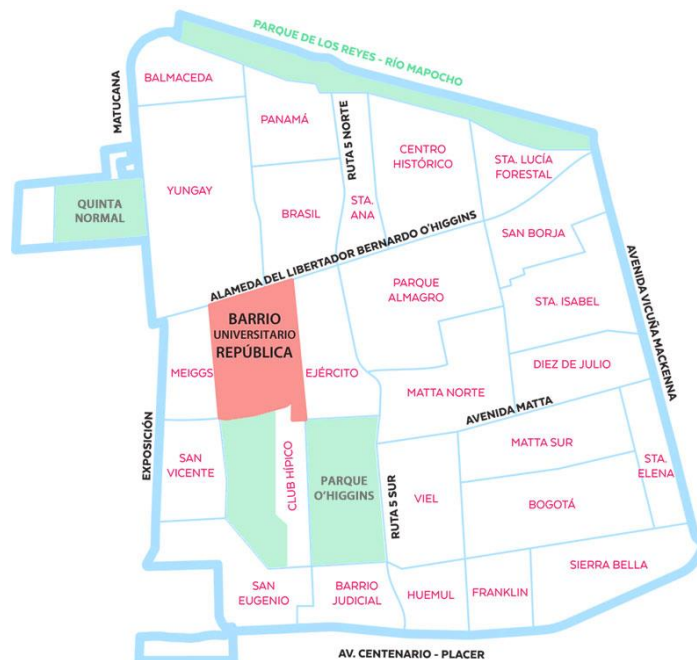 PARQUE DE LOS REYES - RÍO MAPOCHO
MATUCANA
BALMACEDA
PANAMÁ
RUTA 5 NORTE
CENTRO
HISTÓRICO
STA. LUCÍA
FORESTAL
YUNGAY
QUINTA
NORMAL
BRASIL
STA.
ANA
SAN BORJA
ALAMEDA DEL LIBERTADOR BERNARDO O'HIGGINS
AVENIDA VICUÑA MACKENNA
PARQUE
ALMAGRO
STA. ISABEL
BARRIO
UNIVERSITARIO
REPÚBLICA
MEIGGS
EJÉRCITO
DIEZ DE JULIO
MATTA NORTE
AVENIDA MATTA
EXPOSICIÓN
SAN
VICENTE
CLUB HÍPICO
PARQUE
O'HIGGINS
RUTA 5 SUR
VIEL
MATTA SUR
STA.
ELENA
BOGOTÁ
SIERRA BELLA
SAN
EUGENIO
BARRIO
JUDICIAL
HUEMUL
FRANKLIN
AV. CENTENARIO - PLACER